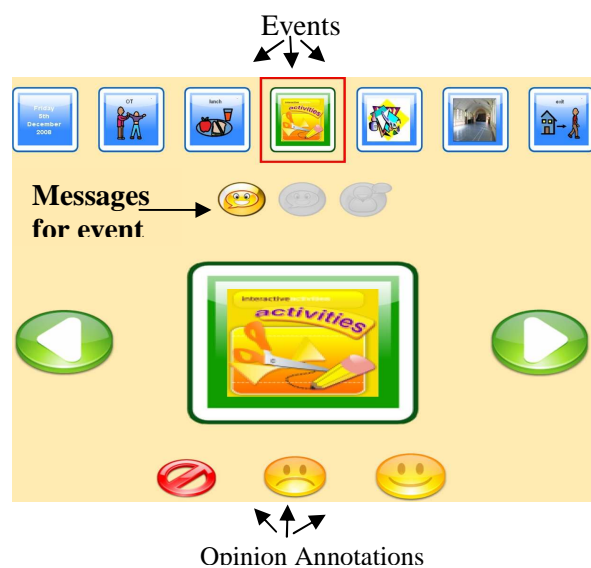 Events
Friday
5th
December
2008
OT
lunch
activities
exit
Messages
for event
interactive
activities
Opinion Annotations